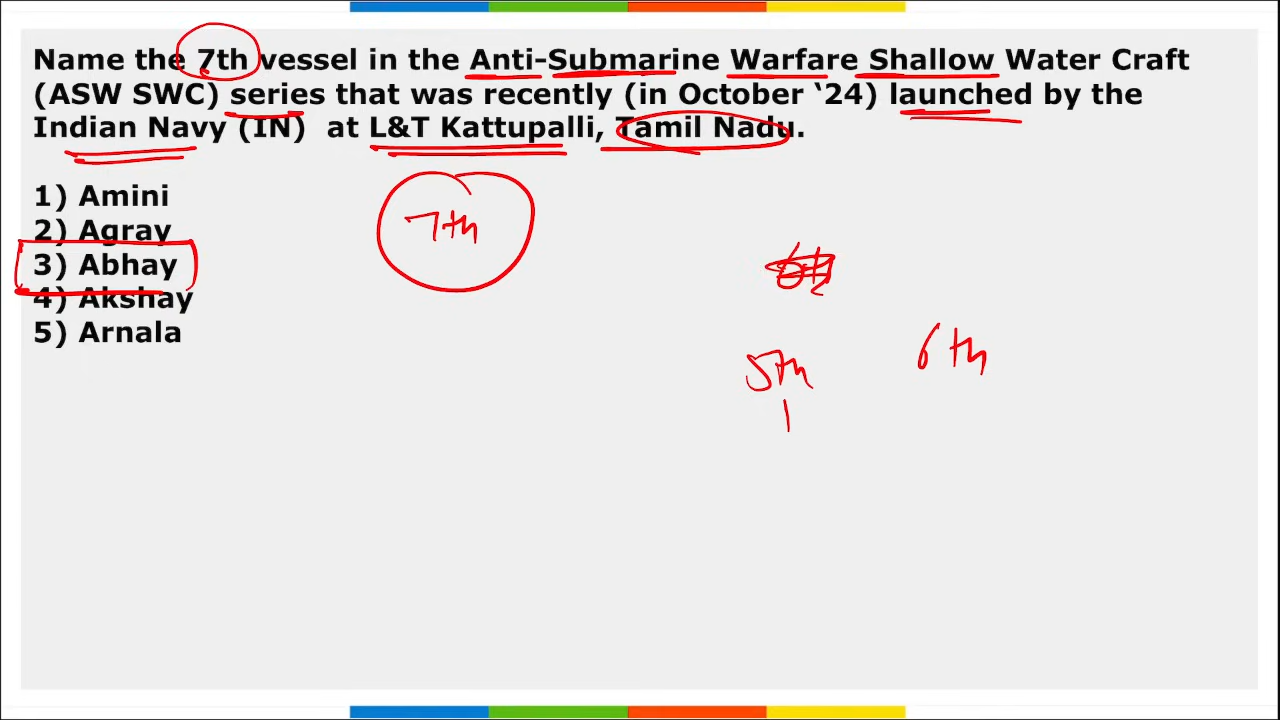 Name the 7th vessel in the Anti-Submarine Warfare Shallow Water Craft
(ASW SWC) series that was recently (in October ‘24) launched by the
Indian Navy (IN) at L&T Kattupalli, Tamil Nadu.
1) Amini
2) Agray
3) Abhay
4) Akshay
5) Arnala
7th
5th
6th